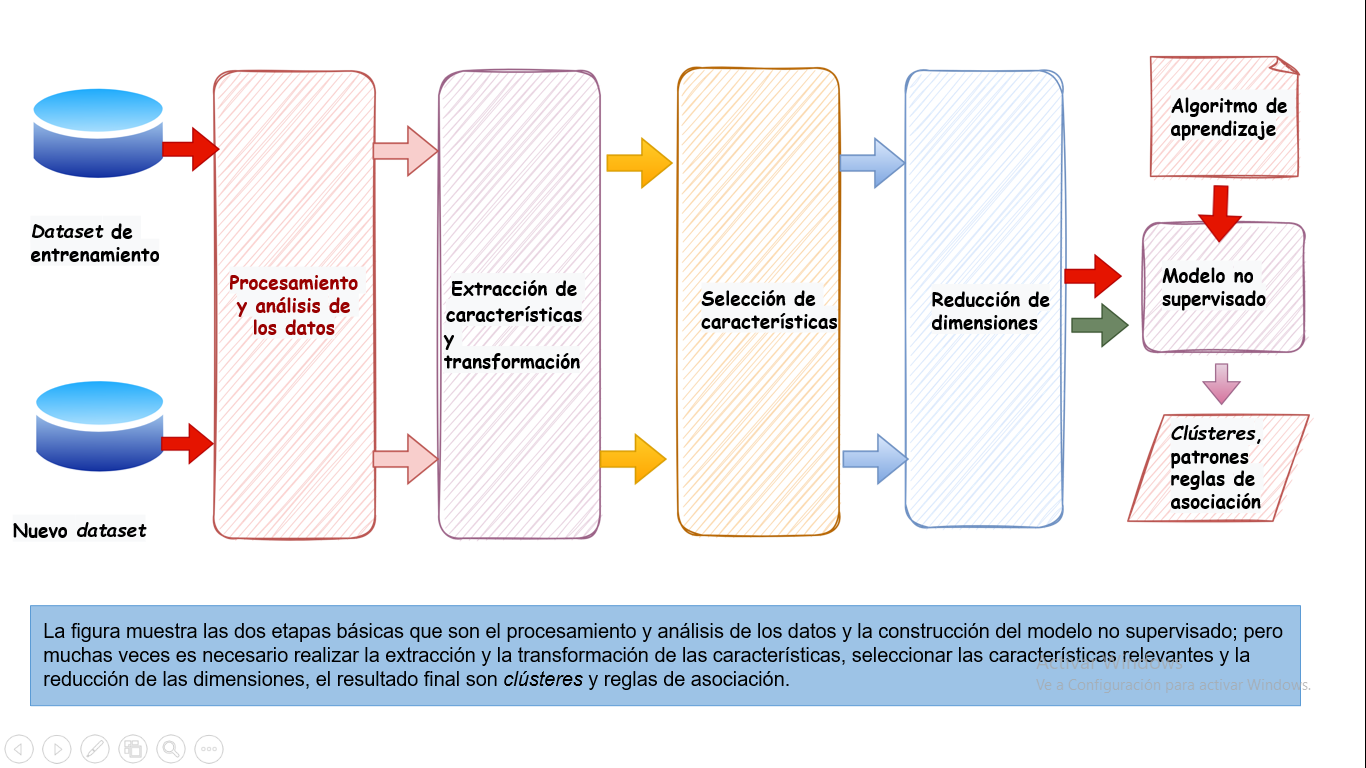 Dataset de
entrenamiento
Nuevo dataset
Procesamiento
y análisis de
los datos
Extracción de
características
y
transformación
Selección de
características
Reducción de
dimensiones
Algoritmo de
aprendizaje
Modelo no
supervisado
Clústeres,
patrones
reglas de
asociación
La figura muestra las dos etapas básicas que son el procesamiento y análisis de los datos y la construcción del modelo no supervisado; pero
muchas veces es necesario realizar la extracción y la transformación de las características, seleccionar las características relevantes y la
reducción de las dimensiones, el resultado final son clústeres y reglas de asociación.
Activar Windows
Ve a Configuración para activar Windows.